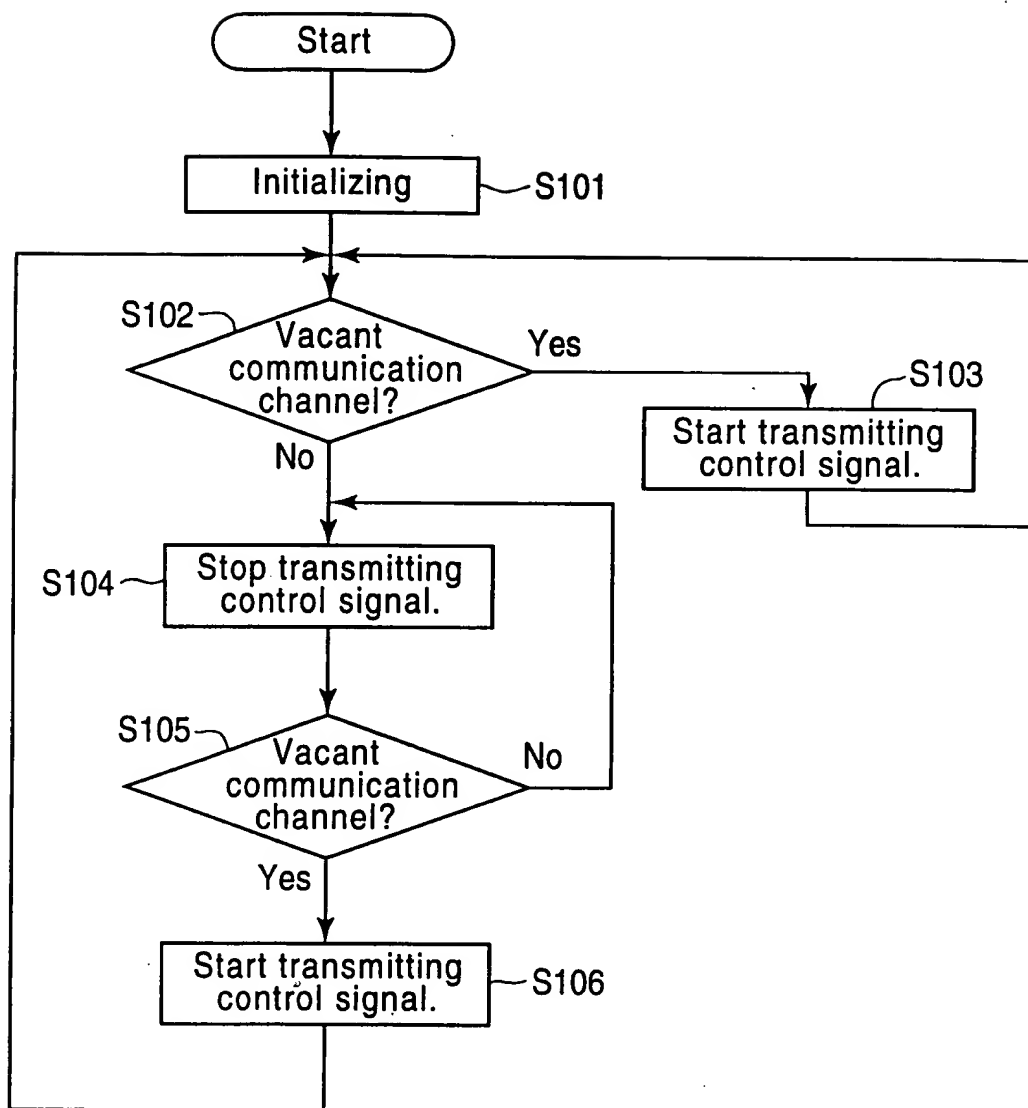 Start
Initializing
S101
S102
Vacant
communication
channel?
Yes
No
S103
Start transmitting
control signal.
S104
Stop transmitting
control signal.
S105
Vacant
communication
channel?
No
Yes
Start transmitting
control signal.
S106